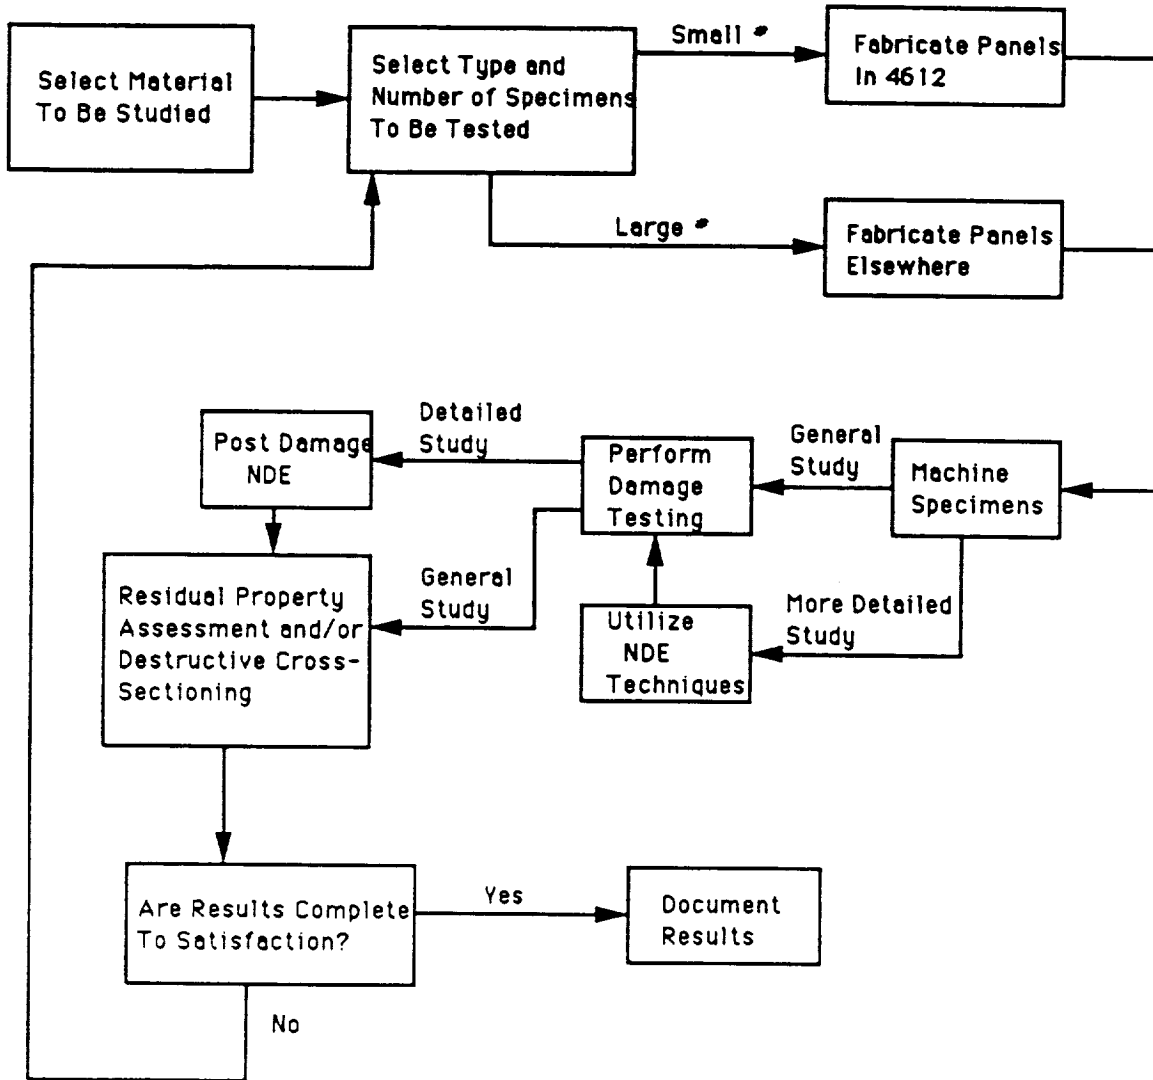 Select Material
To Be Studied
Select Type and
Number of Specimens
To Be Tested
Small #
Fabricate Panels
In 4612
Large #
Fabricate Panels
Elsewhere
Post Damage
NDE
Detailed
Study
Perform
Damage
Testing
General
Study
Machine
Specimens
Residual Property
Assessment and/or
Destructive Cross-
Sectioning
General
Study
Utilize
NDE
Techniques
More Detailed
Study
Are Results Complete
To Satisfaction?
Yes
Document
Results
No